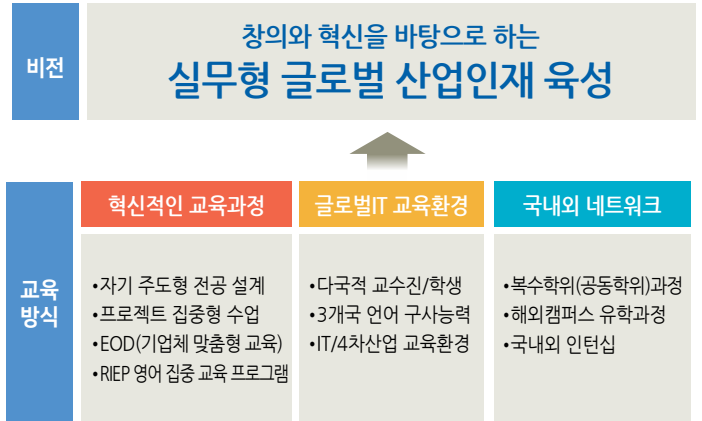 비전
창의와 혁신을 바탕으로 하는
실무형 글로벌 산업인재 육성
교육
방식
혁신적인 교육과정
•자기 주도형 전공 설계
•프로젝트 집중형 수업
•EOD(기업체 맞춤형 교육)
•RIEP 영어 집중 교육 프로그램
글로벌IT 교육환경
•다국적 교수진/학생
•3개국 언어 구사능력
•IT/4차산업 교육환경
국내외 네트워크
•복수학위(공동학위)과정
•해외캠퍼스 유학과정
•국내외 인턴십